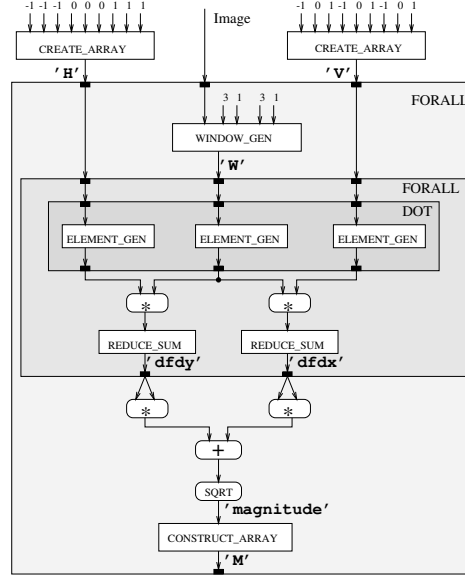 -1 -1 -1 0 0 0 1 1 1
Image
-1 0 1 -1 0 1 -1 0 1
CREATE_ARRAY
CREATE_ARRAY
'H'
'V'
FORALL
3 1 3 1
WINDOW_GEN
'W'
FORALL
DOT
ELEMENT_GEN
ELEMENT_GEN
ELEMENT_GEN
*
*
REDUCE_SUM
REDUCE_SUM
'dfdy'
'dfdx'
*
*
+
SQRT
'magnitude'
CONSTRUCT_ARRAY
'M'